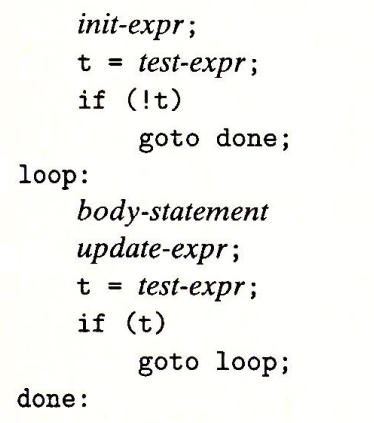 init-expr;
t = test-expr;
if (!t)
goto done;
loop:
body-statement
update-expr;
t = test-expr;
if (t)
goto loop;
done: